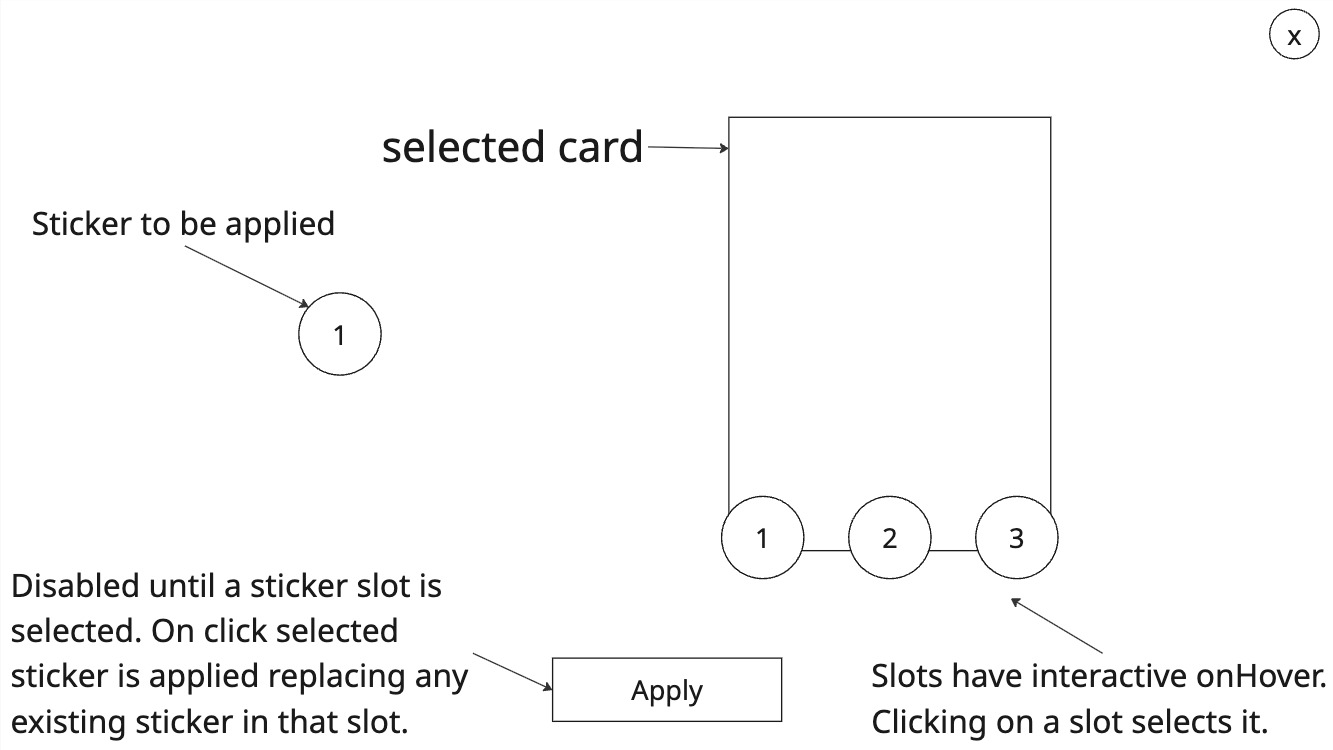 x
selected card
Sticker to be applied
1
1
2
3
Disabled until a sticker slot is
selected. On click selected
sticker is applied replacing any
existing sticker in that slot.
Apply
Slots have interactive onHover.
Clicking on a slot selects it.